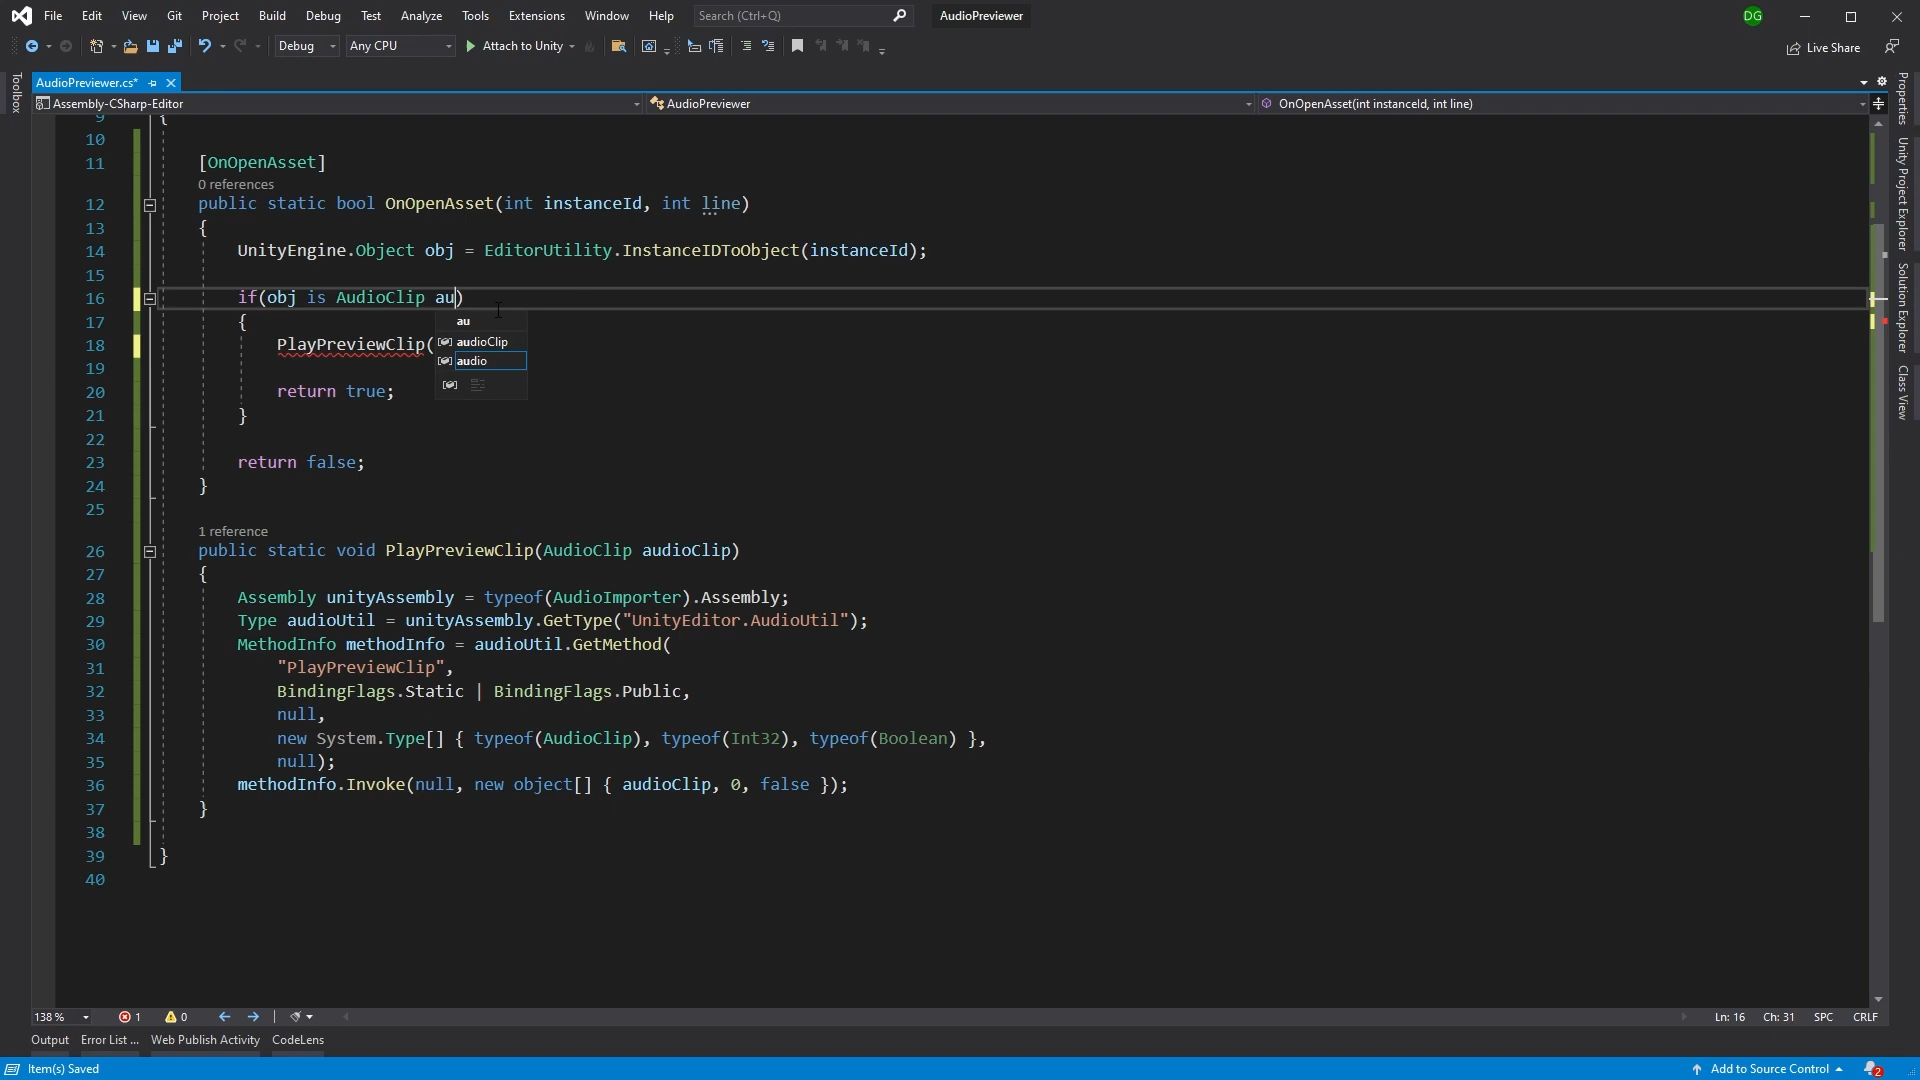 File Edit View Git Project Build Debug Test Analyze Tools Extensions Window Help Search (Ctrl+Q) AudioPreviewer DG
Debug Any CPU Attach to Unity Live Share
AudioPreviewer.cs*
Assembly-CSharp-Editor AudioPreviewer OnOpenAsset(int instanceId, int line)
Toolbox
Properties
Unity Project Explorer
Solution Explorer
Class View
9 {
10
11 [OnOpenAsset]
0 references
12 public static bool OnOpenAsset(int instanceId, int line)
13 {
14 UnityEngine.Object obj = EditorUtility.InstanceIDToObject(instanceId);
15
16 if(obj is AudioClip au)
17 {
au
18 PlayPreviewClip(
audioClip
audio
19
20 return true;
21 }
22
23 return false;
24 }
25
1 reference
26 public static void PlayPreviewClip(AudioClip audioClip)
27 {
28 Assembly unityAssembly = typeof(AudioImporter).Assembly;
29 Type audioUtil = unityAssembly.GetType("UnityEditor.AudioUtil");
30 MethodInfo methodInfo = audioUtil.GetMethod(
31 "PlayPreviewClip",
32 BindingFlags.Static | BindingFlags.Public,
33 null,
34 new System.Type[] { typeof(AudioClip), typeof(Int32), typeof(Boolean) },
35 null);
36 methodInfo.Invoke(null, new object[] { audioClip, 0, false });
37 }
38
39 }
40
138 % 1 0 Ln: 16 Ch: 31 SPC CRLF
Output Error List ... Web Publish Activity CodeLens
Item(s) Saved Add to Source Control 2